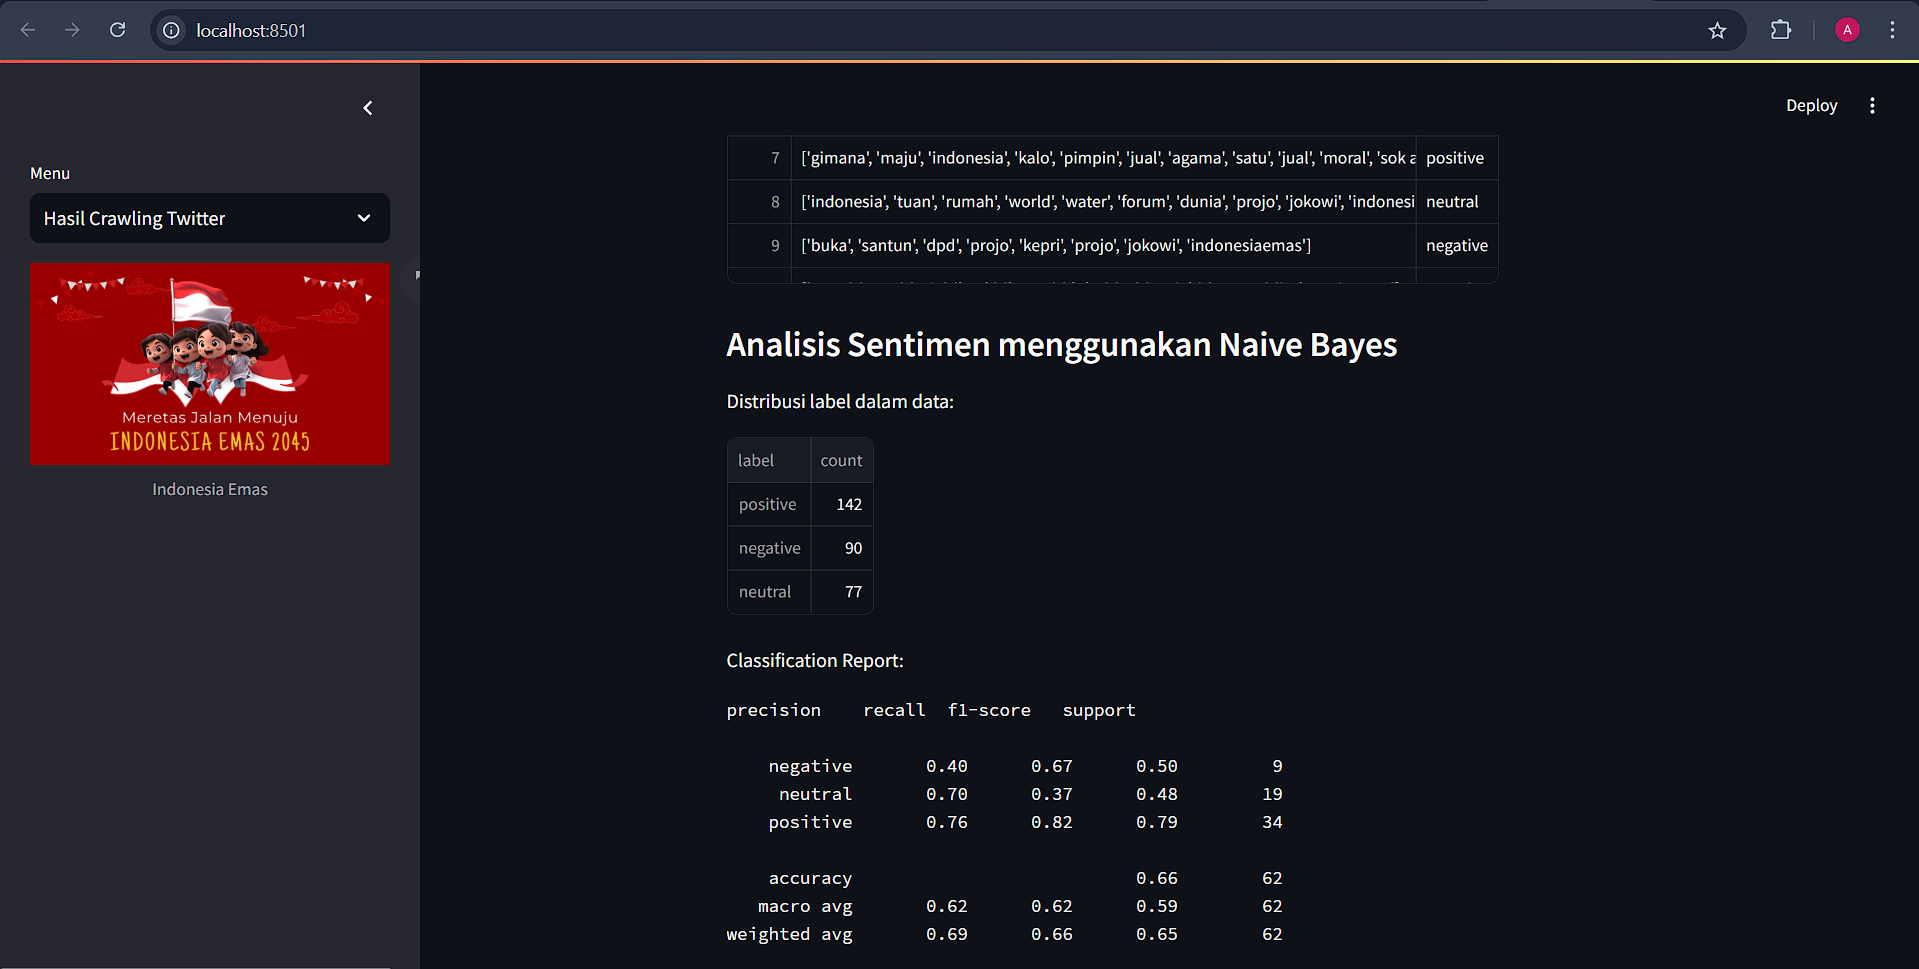 localhost:8501
A
Deploy
Menu
Hasil Crawling Twitter
Meretas Jalan Menuju
INDONESIA EMAS 2045
Indonesia Emas
7 ['gimana', 'maju', 'indonesia', 'kalo', 'pimpin', 'jual', 'agama', 'satu', 'jual', 'moral', 'sok a positive
8 ['indonesia', 'tuan', 'rumah', 'world', 'water', 'forum', 'dunia', 'projo', 'jokowi', 'indonesi neutral
9 ['buka', 'santun', 'dpd', 'projo', 'kepri', 'projo', 'jokowi', 'indonesiaemas'] negative
Analisis Sentimen menggunakan Naive Bayes
Distribusi label dalam data:
label count
positive 142
negative 90
neutral 77
Classification Report:
precision recall f1-score support
negative 0.40 0.67 0.50 9
neutral 0.70 0.37 0.48 19
positive 0.76 0.82 0.79 34
accuracy 0.66 62
macro avg 0.62 0.62 0.59 62
weighted avg 0.69 0.66 0.65 62